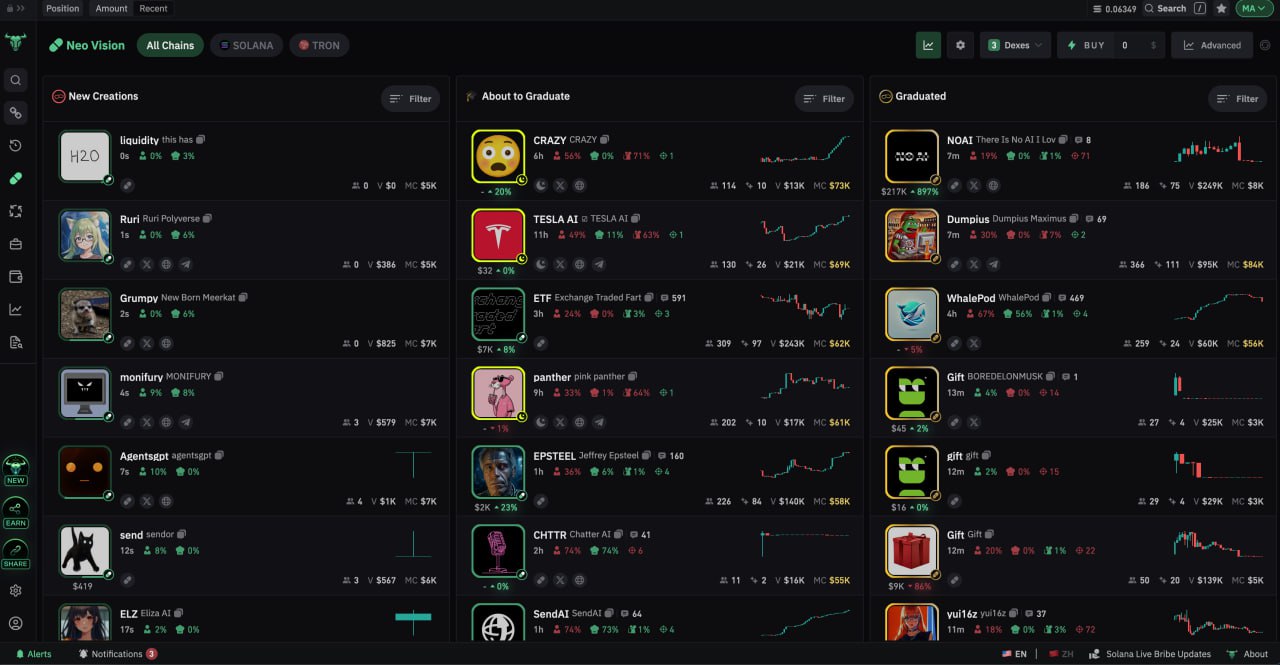 Position Amount Recent 0.06349 Search / MA
Neo Vision All Chains SOLANA TRON 3 Dexes BUY 0 $ Advanced
New Creations Filter
liquidity this has
0s 0% 3%
H2O
0 V $0 MC $5K
Ruri Ruri Polyverse
1s 0% 6%
0 V $386 MC $5K
Grumpy New Born Meerkat
2s 0% 6%
0 V $825 MC $7K
monifury MONIFURY
4s 9% 8%
3 V $579 MC $7K
Agentsgpt agentsgpt
7s 10% 0%
4 V $1K MC $7K
send sendor
12s 8% 0%
3 V $567 MC $6K
$419
ELZ Eliza AI
17s 2% 0%
About to Graduate Filter
CRAZY CRAZY
6h 56% 0% 71% 1
114 10 V $13K MC $73K
- 20%
TESLA AI TESLA AI
11h 49% 11% 63% 1
130 26 V $21K MC $69K
$32 0%
ETF Exchange Traded Fart 591
3h 24% 0% 3% 3
309 97 V $243K MC $62K
$7K 8%
panther pink panther
9h 33% 1% 64% 1
202 10 V $17K MC $61K
- 1%
EPSTEEL Jeffrey Epsteel 160
1h 36% 6% 1% 4
226 84 V $140K MC $58K
$2K 23%
CHTTR Chatter AI 41
2h 74% 74% 6
11 2 V $16K MC $55K
- 0%
SendAI SendAI 64
1h 74% 73% 1% 4
Graduated Filter
NOAI There Is No AI I Lov 8
7m 19% 0% 1% 71
NO AI
186 75 V $249K MC $8K
$217K 897%
Dumpius Dumpius Maximus 69
7m 30% 0% 7% 2
366 111 V $95K MC $84K
WhalePod WhalePod 469
4h 67% 56% 1% 4
259 24 V $60K MC $56K
- 5%
Gift BOREDELONMUSK 1
13m 4% 0% 14
27 4 V $25K MC $3K
$45 2%
gift gift
12m 2% 0% 15
29 4 V $29K MC $3K
$16 0%
Gift Gift
12m 20% 0% 1% 22
50 20 V $139K MC $5K
$9K 86%
yui16z yui16z 37
11m 18% 0% 3% 72
NEW
EARN
SHARE
Alerts Notifications 3 EN ZH Solana Live Bribe Updates About